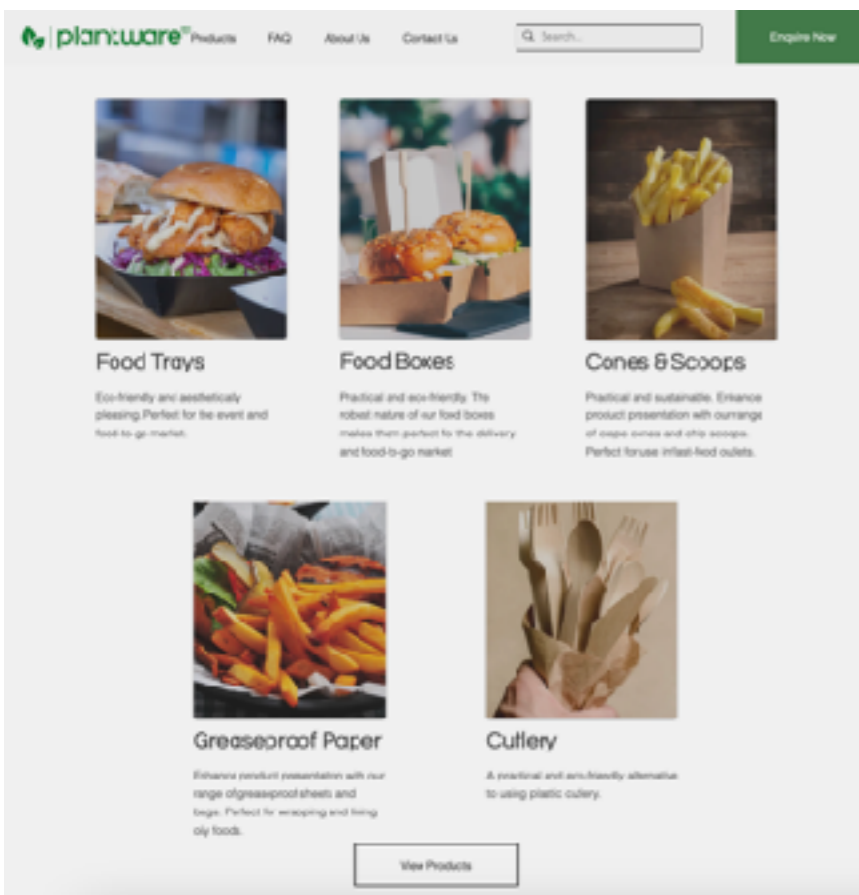 plantware®
Products
FAQ
About Us
Contact Us
Search...
Enquire Now
Food Trays
Eco-friendly and aesthetically
pleasing. Perfect for the event and
food-to-go market.
Food Boxes
Practical and eco-friendly. The
robust nature of our food boxes
makes them perfect for the delivery
and food-to-go market
Cones & Scoops
Practical and sustainable. Enhance
product presentation with our range
of crepe cones and chip scoops.
Perfect for use in fast-food outlets.
Greaseproof Paper
Enhance product presentation with our
range of greaseproof sheets and
bags. Perfect for wrapping and lining
oily foods.
Cutlery
A practical and eco-friendly alternative
to using plastic cutlery.
View Products